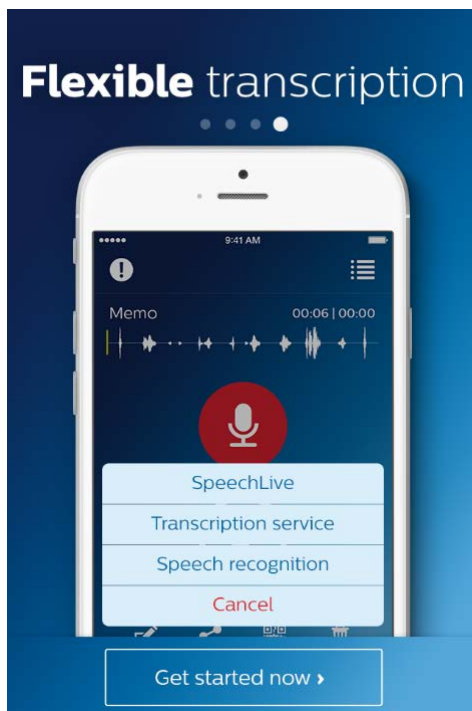 Flexible transcription
9:41 AM
Memo 00:06 | 00:00
SpeechLive
Transcription service
Speech recognition
Cancel
Get started now ›